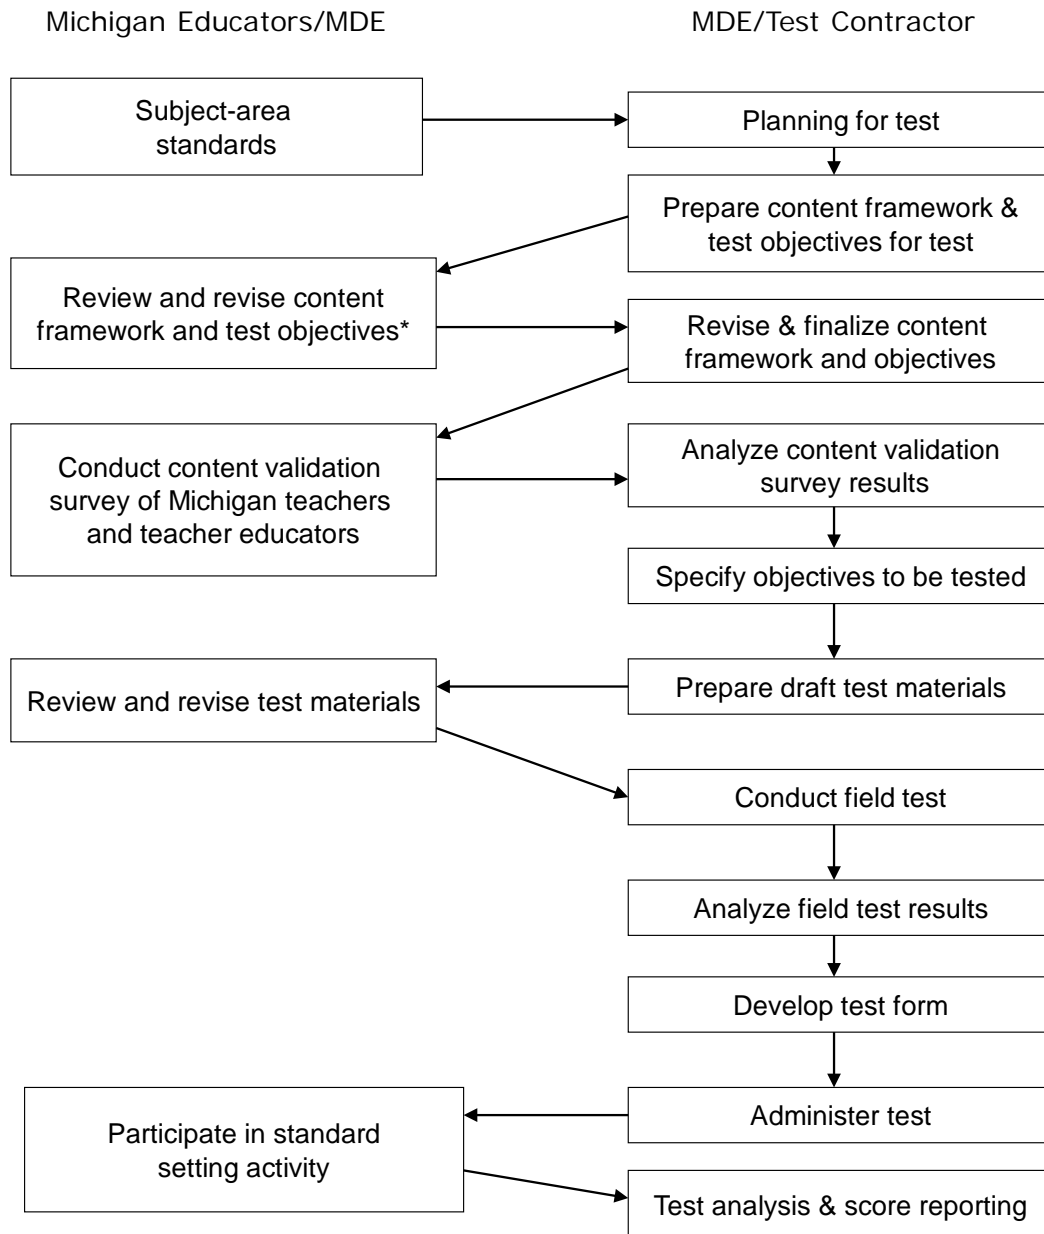 Michigan Educators/MDE
MDE/Test Contractor
Subject-area
standards
Planning for test
Prepare content framework &
test objectives for test
Review and revise content
framework and test objectives*
Revise & finalize content
framework and objectives
Conduct content validation
survey of Michigan teachers
and teacher educators
Analyze content validation
survey results
Specify objectives to be tested
Prepare draft test materials
Review and revise test materials
Conduct field test
Analyze field test results
Develop test form
Administer test
Participate in standard
setting activity
Test analysis & score reporting